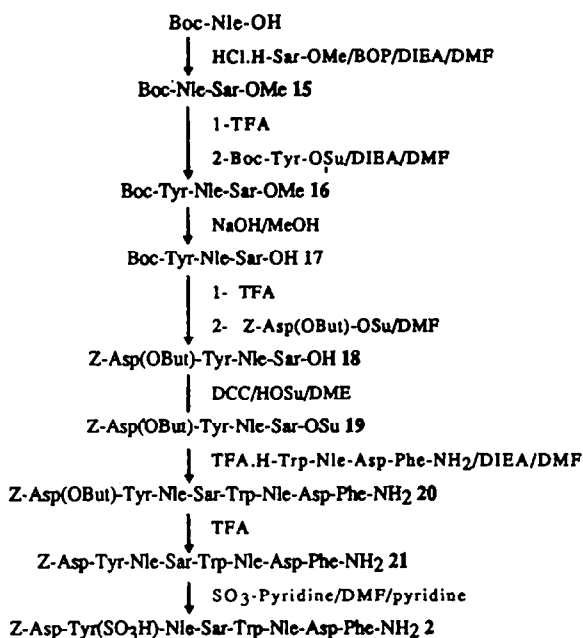 Boc-Nle-OH
HCl.H-Sar-OMe/BOP/DIEA/DMF
Boc-Nle-Sar-OMe 15
1-TFA
2-Boc-Tyr-OSu/DIEA/DMF
Boc-Tyr-Nle-Sar-OMe 16
NaOH/MeOH
Boc-Tyr-Nle-Sar-OH 17
1- TFA
2- Z-Asp(OBut)-OSu/DMF
Z-Asp(OBut)-Tyr-Nle-Sar-OH 18
DCC/HOSu/DME
Z-Asp(OBut)-Tyr-Nle-Sar-OSu 19
TFA.H-Trp-Nle-Asp-Phe-NH2/DIEA/DMF
Z-Asp(OBut)-Tyr-Nle-Sar-Trp-Nle-Asp-Phe-NH2 20
TFA
Z-Asp-Tyr-Nle-Sar-Trp-Nle-Asp-Phe-NH2 21
SO3-Pyridine/DMF/pyridine
Z-Asp-Tyr(SO3H)-Nle-Sar-Trp-Nle-Asp-Phe-NH2 2